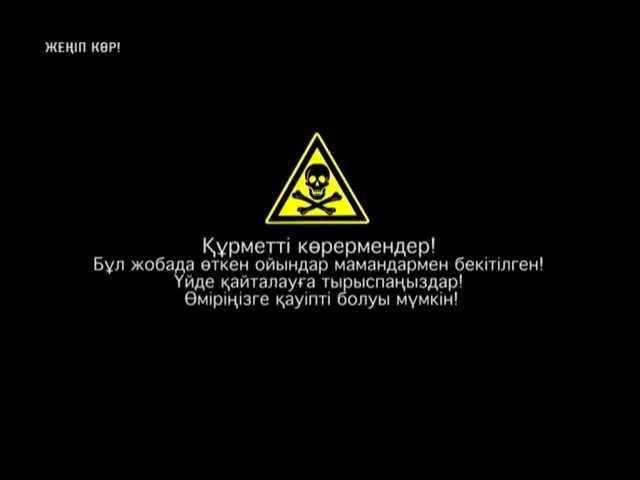 ЖЕҢІП КӨР!
Құрметті көрермендер!
Бұл жобада өткен ойындар мамандармен бекітілген!
Үйде қайталауға тырыспаңыздар!
Өміріңізге қауіпті болуы мүмкін!